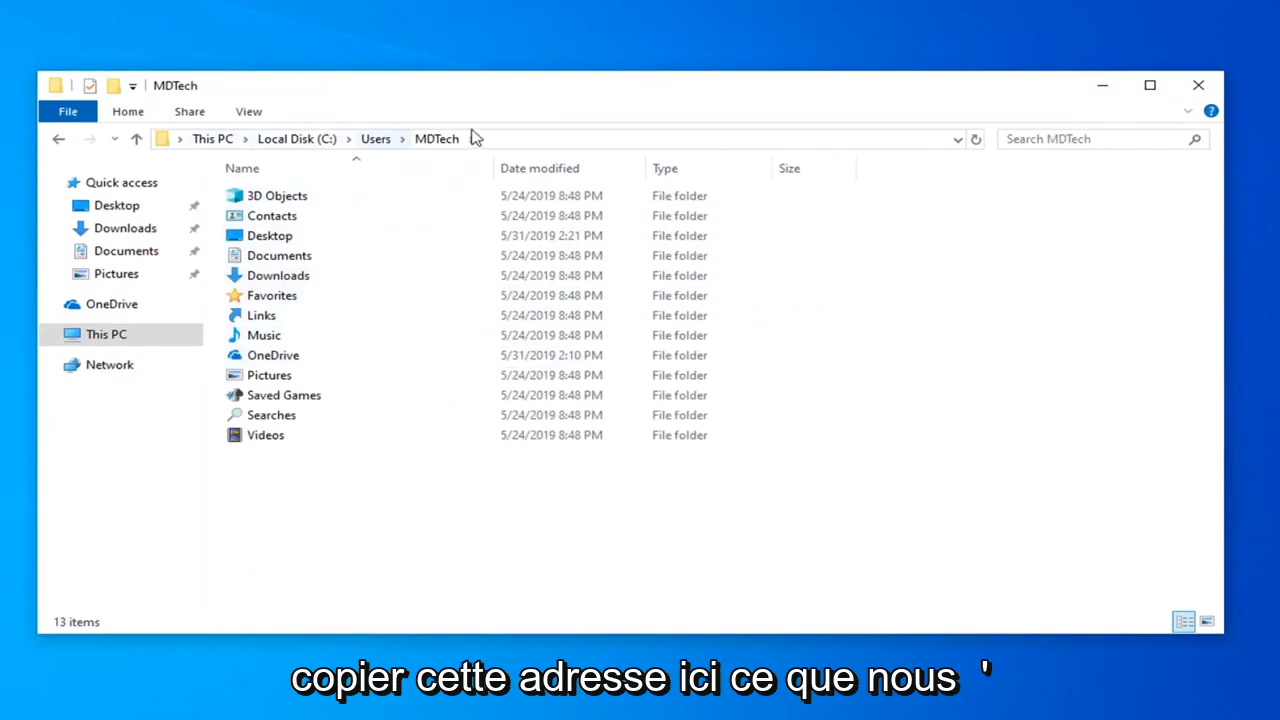 MDTech
File Home Share View
This PC Local Disk (C:) Users MDTech Search MDTech
Name Date modified Type Size
Quick access
Desktop
Downloads
Documents
Pictures
OneDrive
This PC
Network
3D Objects 5/24/2019 8:48 PM File folder
Contacts 5/24/2019 8:48 PM File folder
Desktop 5/31/2019 2:21 PM File folder
Documents 5/24/2019 8:48 PM File folder
Downloads 5/24/2019 8:48 PM File folder
Favorites 5/24/2019 8:48 PM File folder
Links 5/24/2019 8:48 PM File folder
Music 5/24/2019 8:48 PM File folder
OneDrive 5/31/2019 2:10 PM File folder
Pictures 5/24/2019 8:48 PM File folder
Saved Games 5/24/2019 8:48 PM File folder
Searches 5/24/2019 8:48 PM File folder
Videos 5/24/2019 8:48 PM File folder
13 items
copier cette adresse ici ce que nous '